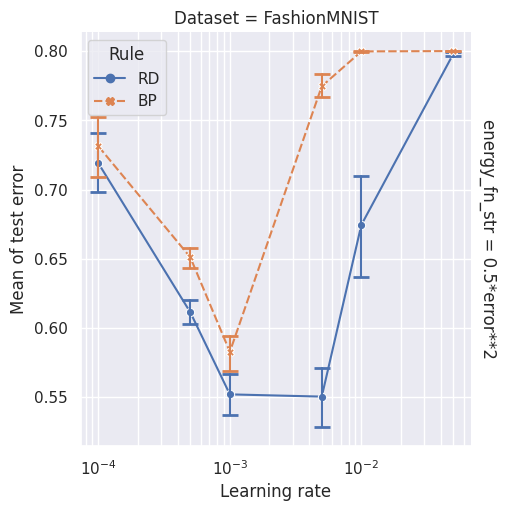 Dataset = FashionMNIST
Rule
RD
BP
0.80
0.75
0.70
0.65
0.60
0.55
Mean of test error
10⁻⁴
10⁻³
10⁻²
Learning rate
energy_fn_str = 0.5*error**2